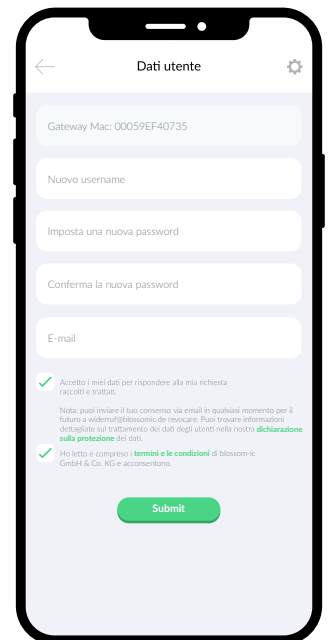 Dati utente
Gateway Mac: 00059EF40735
Nuovo username
Imposta una nuova password
Conferma la nuova password
E-mail
Accetto i miei dati per rispondere alla mia richiesta
raccolti e trattati.
Nota: puoi inviare il tuo consenso via email in qualsiasi momento per il
futuro a widerruf@blossomic.de revocare. Puoi trovare informazioni
dettagliate sul trattamento dei dati degli utenti nella nostra dichiarazione
sulla protezione dei dati.
Ho letto e compreso i termini e le condizioni di blossom-ic
GmbH & Co. KG e acconsentono.
Submit